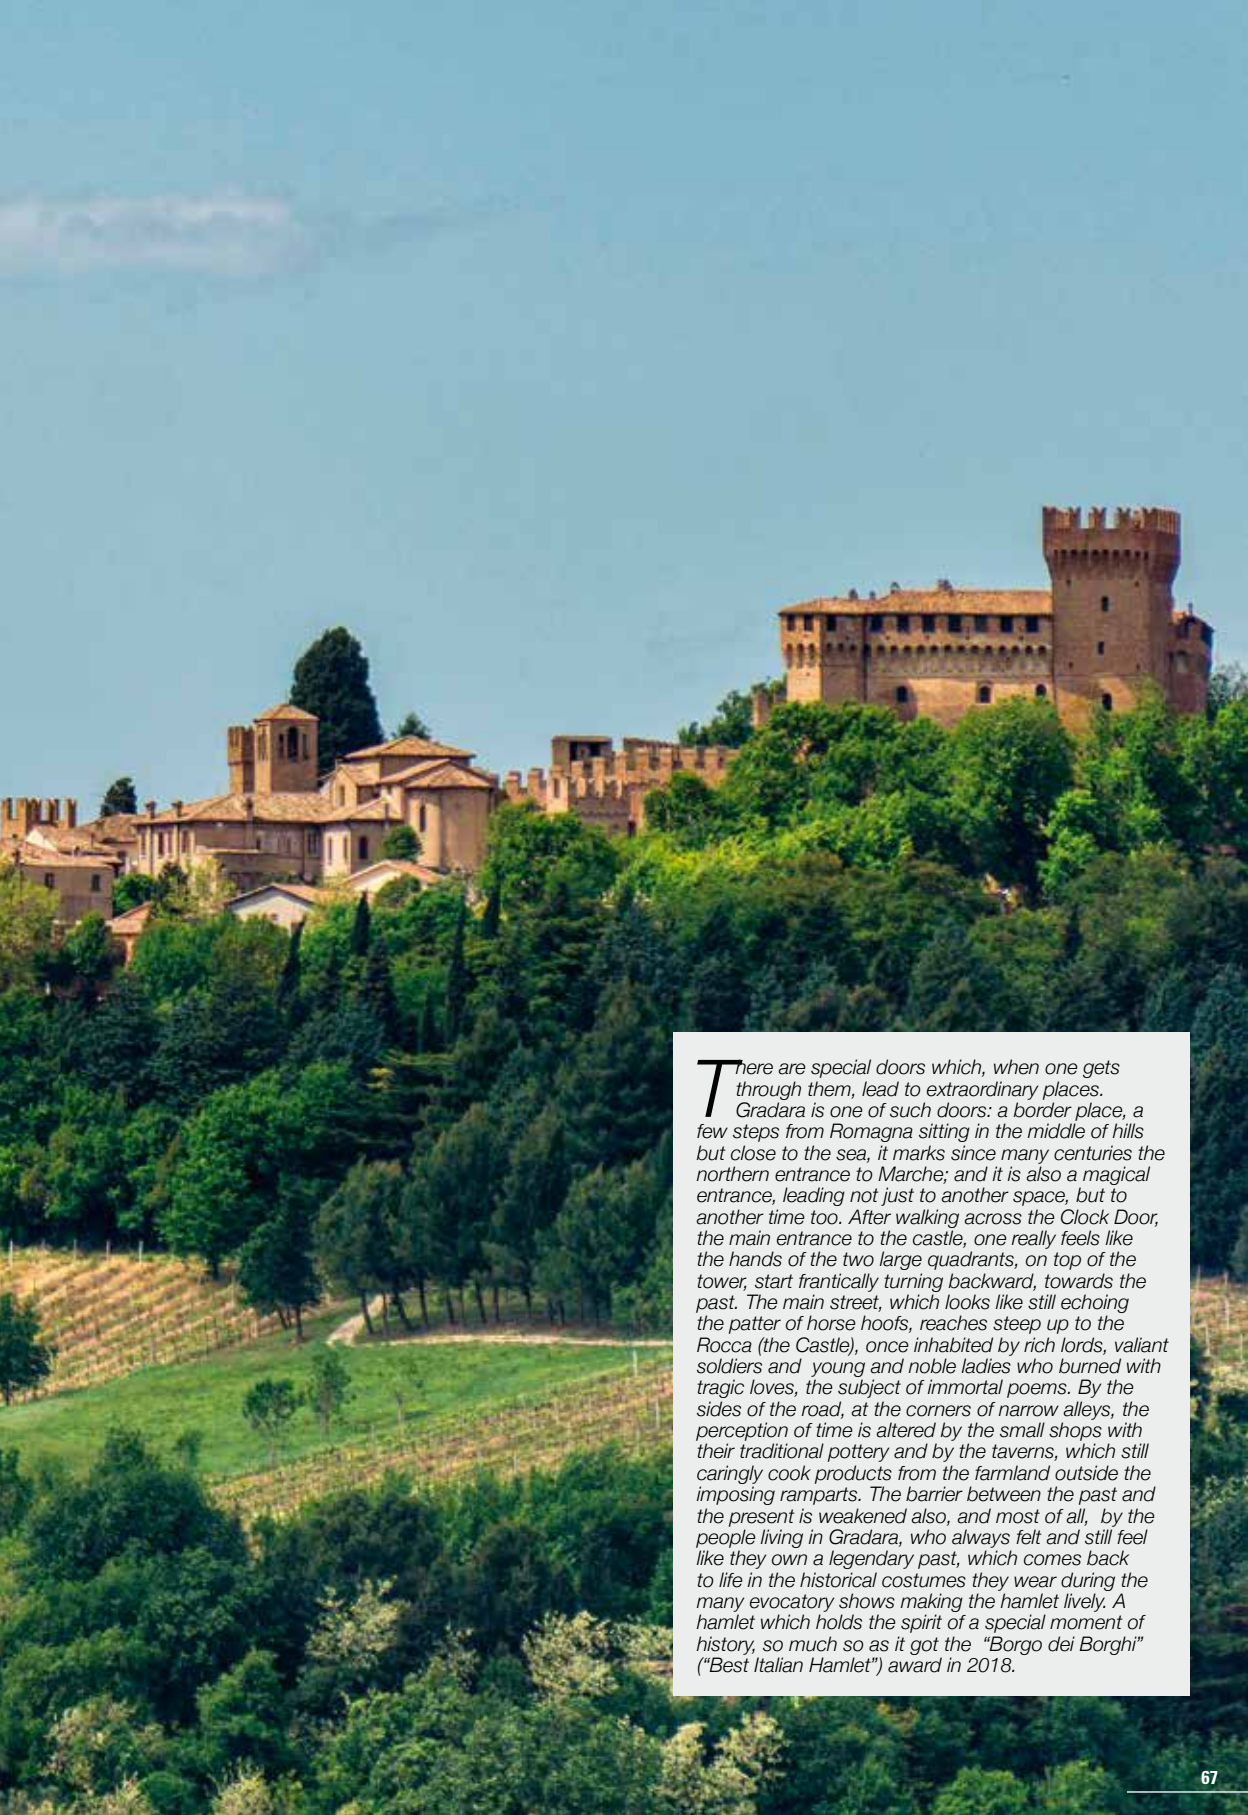 There are special doors which, when one gets
through them, lead to extraordinary places.
Gradara is one of such doors: a border place, a
few steps from Romagna sitting in the middle of hills
but close to the sea, it marks since many centuries the
northern entrance to Marche; and it is also a magical
entrance, leading not just to another space, but to
another time too. After walking across the Clock Door,
the main entrance to the castle, one really feels like
the hands of the two large quadrants, on top of the
tower, start frantically turning backward, towards the
past. The main street, which looks like still echoing
the patter of horse hoofs, reaches steep up to the
Rocca (the Castle), once inhabited by rich lords, valiant
soldiers and  young and noble ladies who burned with
tragic loves, the subject of immortal poems. By the
sides of the road, at the corners of narrow alleys, the
perception of time is altered by the small shops with
their traditional pottery and by the taverns, which still
caringly cook products from the farmland outside the
imposing ramparts. The barrier between the past and
the present is weakened also, and most of all,  by the
people living in Gradara, who always felt and still feel
like they own a legendary past, which comes back
to life in the historical costumes they wear during the
many evocatory shows making the hamlet lively. A
hamlet which holds the spirit of a special moment of
history, so much so as it got the  “Borgo dei Borghi”
(“Best Italian Hamlet”) award in 2018.
67